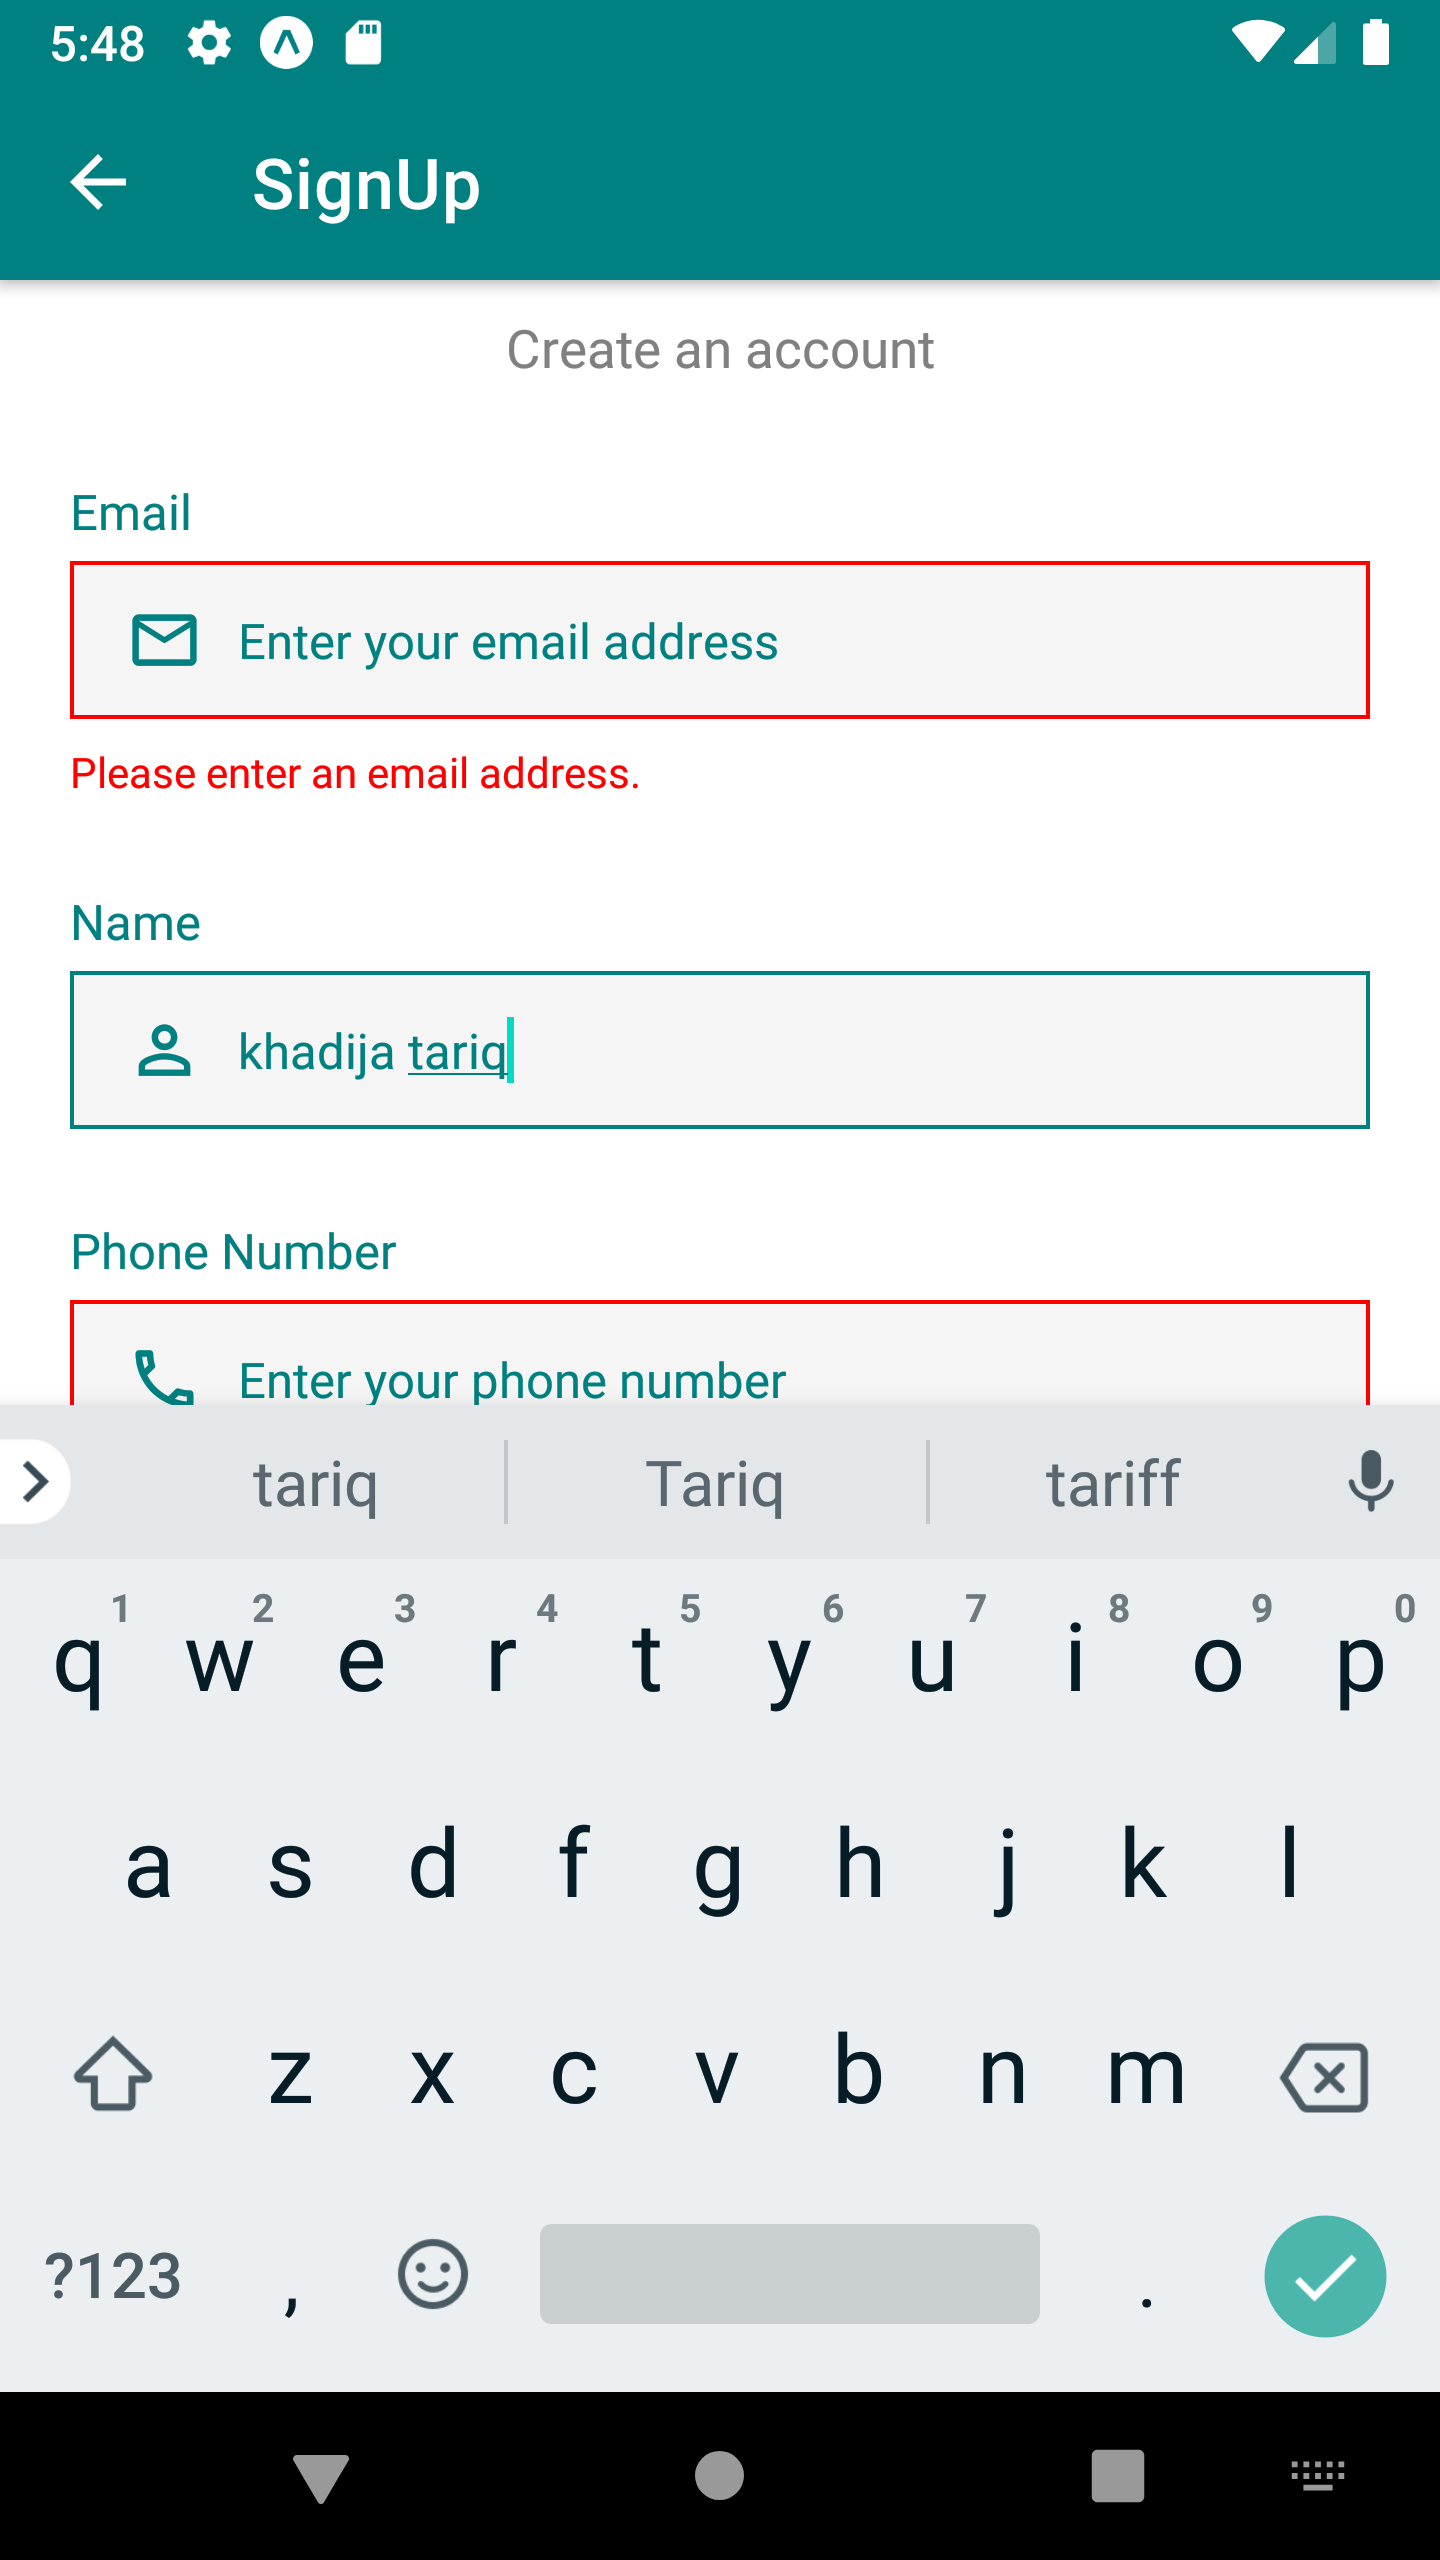 5:48
SignUp
Create an account
Email
Enter your email address
Please enter an email address.
Name
khadija tariq
Phone Number
Enter your phone number
tariq Tariq tariff
1 2 3 4 5 6 7 8 9 0
q w e r t y u i o p
a s d f g h j k l
z x c v b n m
?123 , .